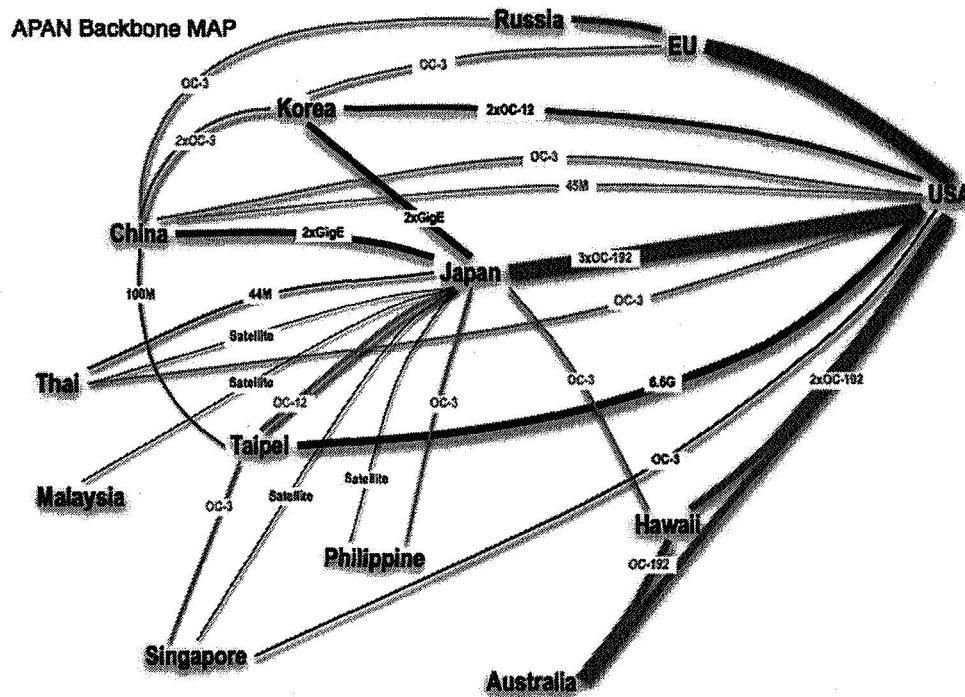 APAN Backbone MAP
Russia
EU
OC-3
OC-3
Korea
2xOC-12
2xOC-3
OC-3
45M
USA
2xGigE
China
2xGigE
3xOC-192
Japan
100M
44M
OC-3
Satellite
Thai
Satellite
OC-3
6.5G
2xOC-192
OC-12
OC-3
Taipei
OC-3
Malaysia
Satellite
Satellite
OC-3
Hawaii
Philippine
OC-192
Singapore
Australia